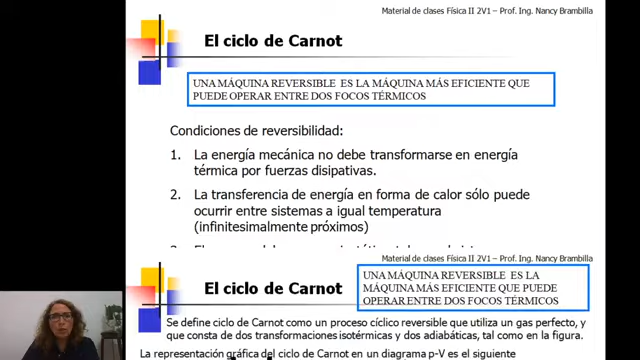 Material de clases Física II 2V1 – Prof. Ing. Nancy Brambilla
El ciclo de Carnot
UNA MÁQUINA REVERSIBLE ES LA MÁQUINA MÁS EFICIENTE QUE
PUEDE OPERAR ENTRE DOS FOCOS TÉRMICOS
Condiciones de reversibilidad:
1. La energía mecánica no debe transformarse en energía
térmica por fuerzas disipativas.
2. La transferencia de energía en forma de calor sólo puede
ocurrir entre sistemas a igual temperatura
(infinitesimalmente próximos)
Material de clases Física II 2V1 – Prof. Ing. Nancy Brambilla
El ciclo de Carnot
UNA MÁQUINA REVERSIBLE ES LA
MÁQUINA MÁS EFICIENTE QUE PUEDE
OPERAR ENTRE DOS FOCOS TÉRMICOS
Se define ciclo de Carnot como un proceso cíclico reversible que utiliza un gas perfecto, y
que consta de dos transformaciones isotérmicas y dos adiabáticas, tal como en la figura.
La representación gráfica del ciclo de Carnot en un diagrama p-V es el siguiente